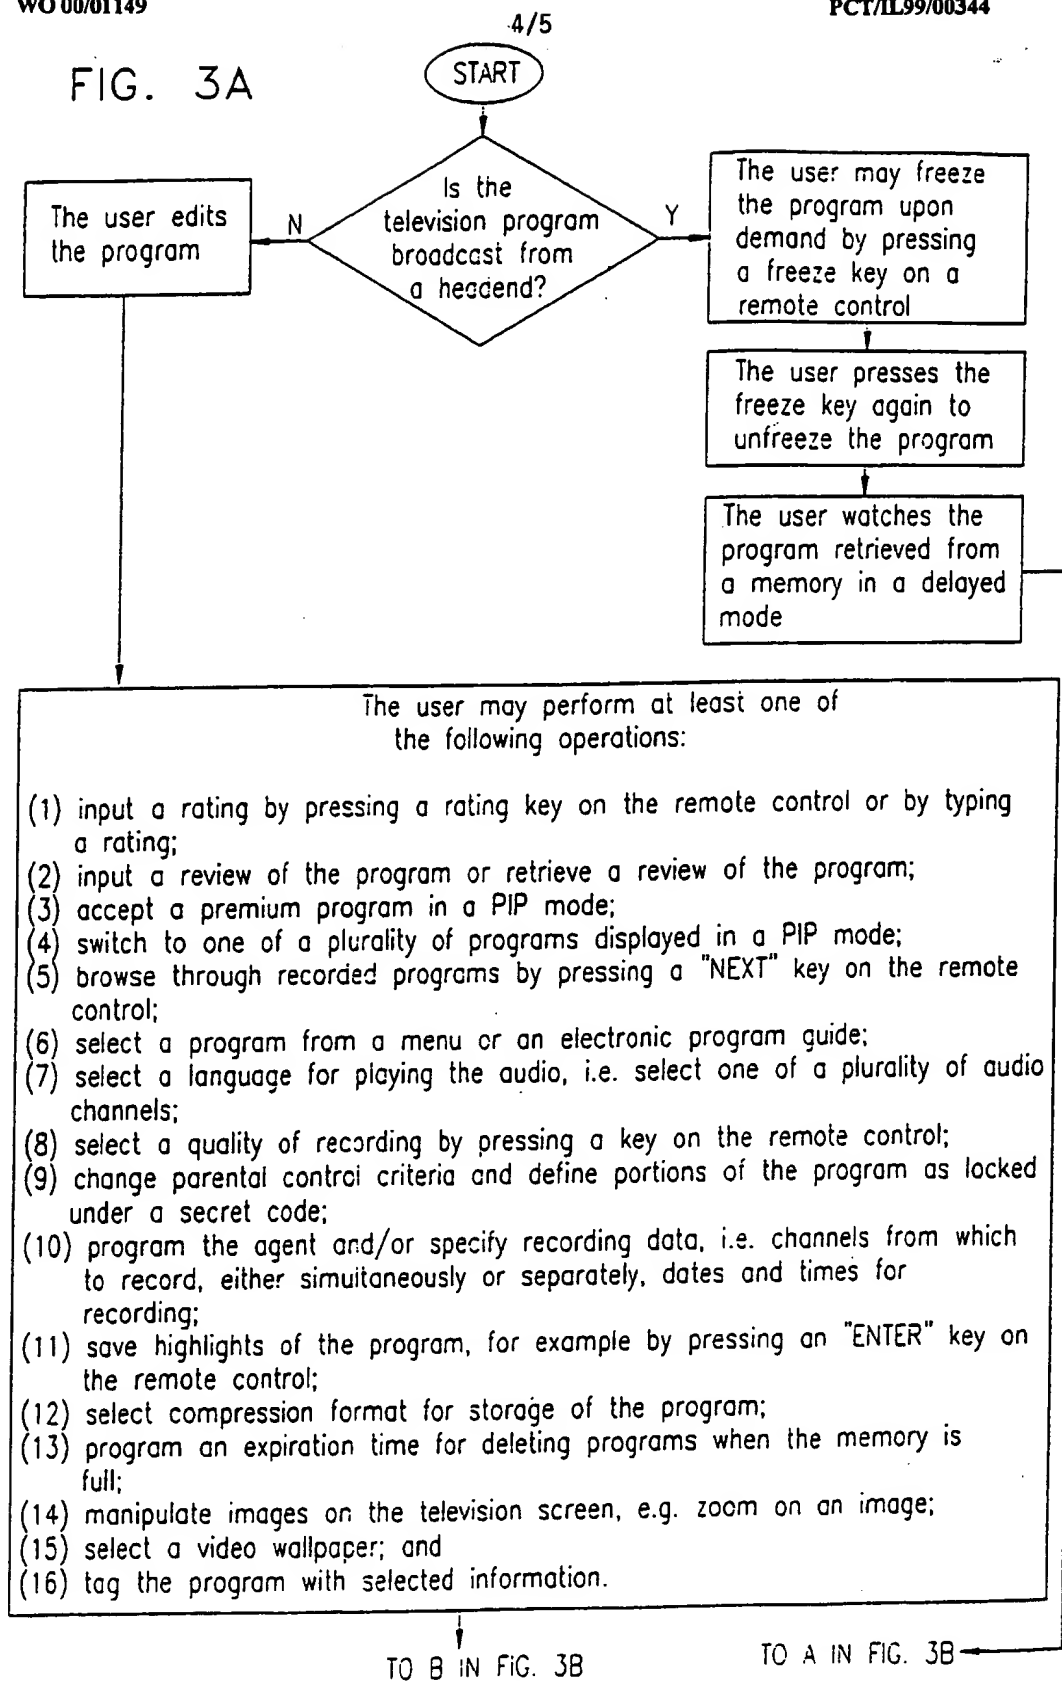 WO 00/01149
PCT/IL99/00344
4/5
FIG. 3A
START
Is the
television program
broadcast from
a headend?
N
Y
The user edits
the program
The user may freeze
the program upon
demand by pressing
a freeze key on a
remote control
The user presses the
freeze key again to
unfreeze the program
The user watches the
program retrieved from
a memory in a delayed
mode
The user may perform at least one of
the following operations:
(1) input a rating by pressing a rating key on the remote control or by typing
a rating;
(2) input a review of the program or retrieve a review of the program;
(3) accept a premium program in a PIP mode;
(4) switch to one of a plurality of programs displayed in a PIP mode;
(5) browse through recorded programs by pressing a "NEXT" key on the remote
control;
(6) select a program from a menu or an electronic program guide;
(7) select a language for playing the audio, i.e. select one of a plurality of audio
channels;
(8) select a quality of recording by pressing a key on the remote control;
(9) change parental control criteria and define portions of the program as locked
under a secret code;
(10) program the agent and/or specify recording data, i.e. channels from which
to record, either simultaneously or separately, dates and times for
recording;
(11) save highlights of the program, for example by pressing an "ENTER" key on
the remote control;
(12) select compression format for storage of the program;
(13) program an expiration time for deleting programs when the memory is
full;
(14) manipulate images on the television screen, e.g. zoom on an image;
(15) select a video wallpaper; and
(16) tag the program with selected information.
TO B IN FIG. 3B
TO A IN FIG. 3B